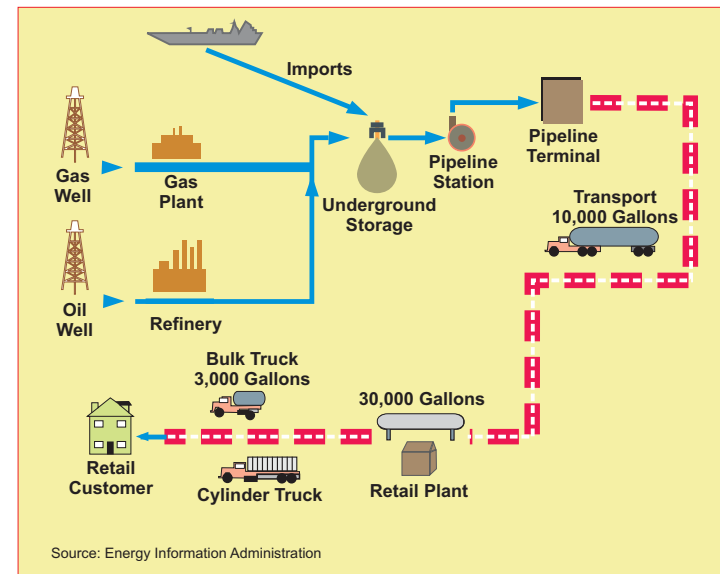 Imports
Gas
Well
Gas
Plant
Underground
Storage
Pipeline
Station
Pipeline
Terminal
Transport
10,000 Gallons
Oil
Well
Refinery
Bulk Truck
3,000 Gallons
30,000 Gallons
Retail
Customer
Cylinder Truck
Retail Plant
Source: Energy Information Administration